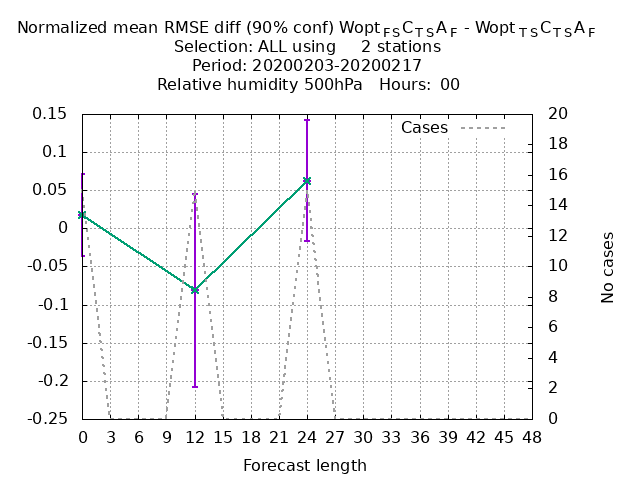 Normalized mean RMSE diff (90% conf) Wopt FS C TS A F - Wopt TS C TS A F
Selection: ALL using 2 stations
Period: 20200203-20200217
Relative humidity 500hPa Hours: 00
0.15
0.1
0.05
0
-0.05
-0.1
-0.15
-0.2
-0.25
Cases
20
18
16
14
12
10
8
6
4
2
0
No cases
0 3 6 9 12 15 18 21 24 27 30 33 36 39 42 45 48
Forecast length